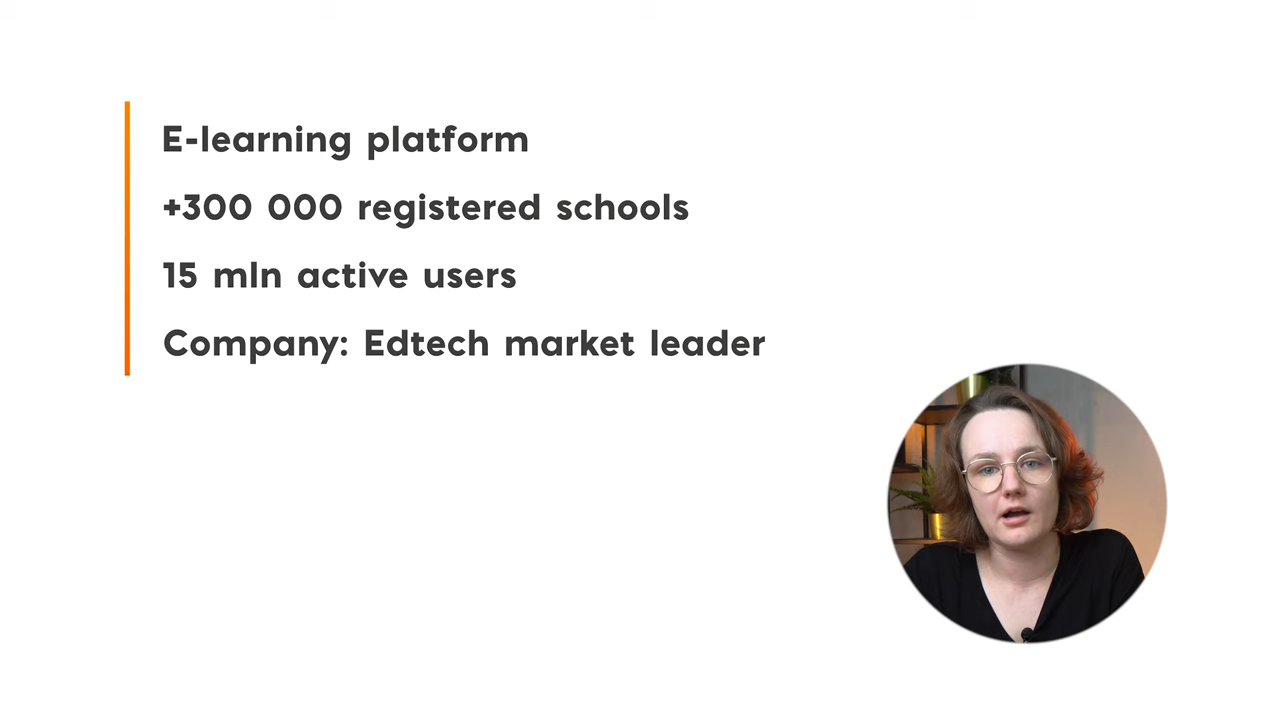 E-learning platform
+300 000 registered schools
15 mln active users
Company: Edtech market leader